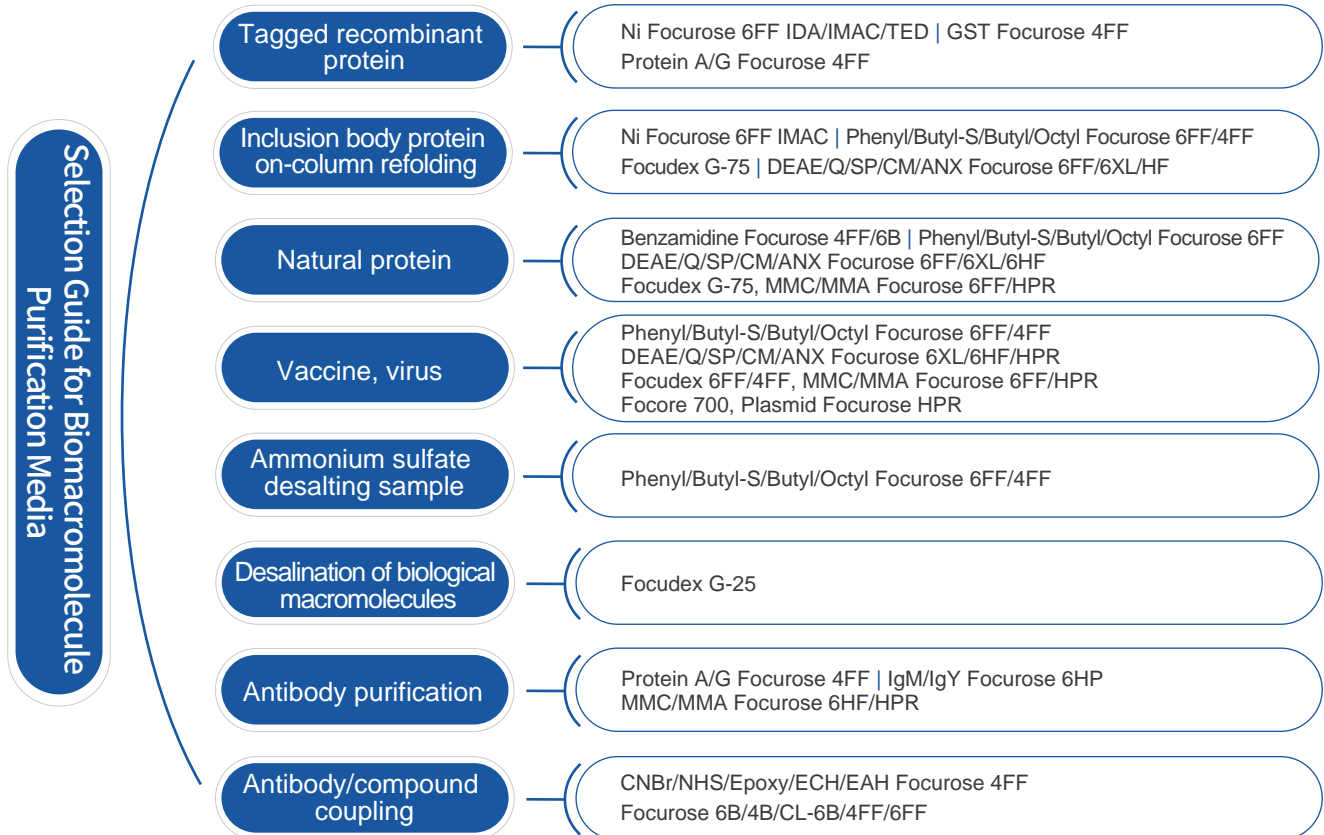 Selection Guide for Biomacromolecule
Purification Media
Tagged recombinant
protein
Ni Focurose 6FF IDA/IMAC/TED | GST Focurose 4FF
Protein A/G Focurose 4FF
Inclusion body protein
on-column refolding
Ni Focurose 6FF IMAC | Phenyl/Butyl-S/Butyl/Octyl Focurose 6FF/4FF
Focudex G-75 | DEAE/Q/SP/CM/ANX Focurose 6FF/6XL/HF
Natural protein
Benzamidine Focurose 4FF/6B | Phenyl/Butyl-S/Butyl/Octyl Focurose 6FF
DEAE/Q/SP/CM/ANX Focurose 6FF/6XL/6HF
Focudex G-75, MMC/MMA Focurose 6FF/HPR
Vaccine, virus
Phenyl/Butyl-S/Butyl/Octyl Focurose 6FF/4FF
DEAE/Q/SP/CM/ANX Focurose 6XL/6HF/HPR
Focudex 6FF/4FF, MMC/MMA Focurose 6FF/HPR
Focore 700, Plasmid Focurose HPR
Ammonium sulfate
desalting sample
Phenyl/Butyl-S/Butyl/Octyl Focurose 6FF/4FF
Desalination of biological
macromolecules
Focudex G-25
Antibody purification
Protein A/G Focurose 4FF | IgM/IgY Focurose 6HP
MMC/MMA Focurose 6HF/HPR
Antibody/compound
coupling
CNBr/NHS/Epoxy/ECH/EAH Focurose 4FF
Focurose 6B/4B/CL-6B/4FF/6FF